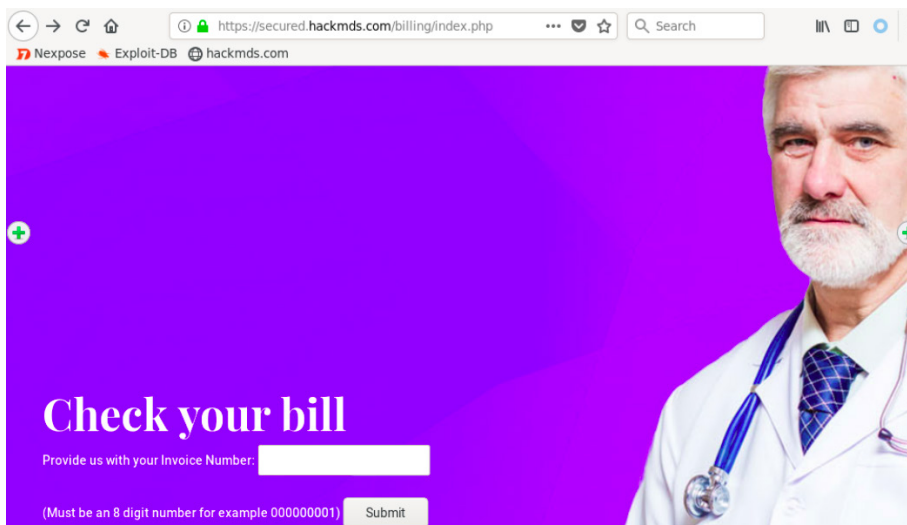 https://secured.hackmds.com/billing/index.php
Search
Nexpose Exploit-DB hackmds.com
Check your bill
Provide us with your Invoice Number:
(Must be an 8 digit number for example 000000001) Submit